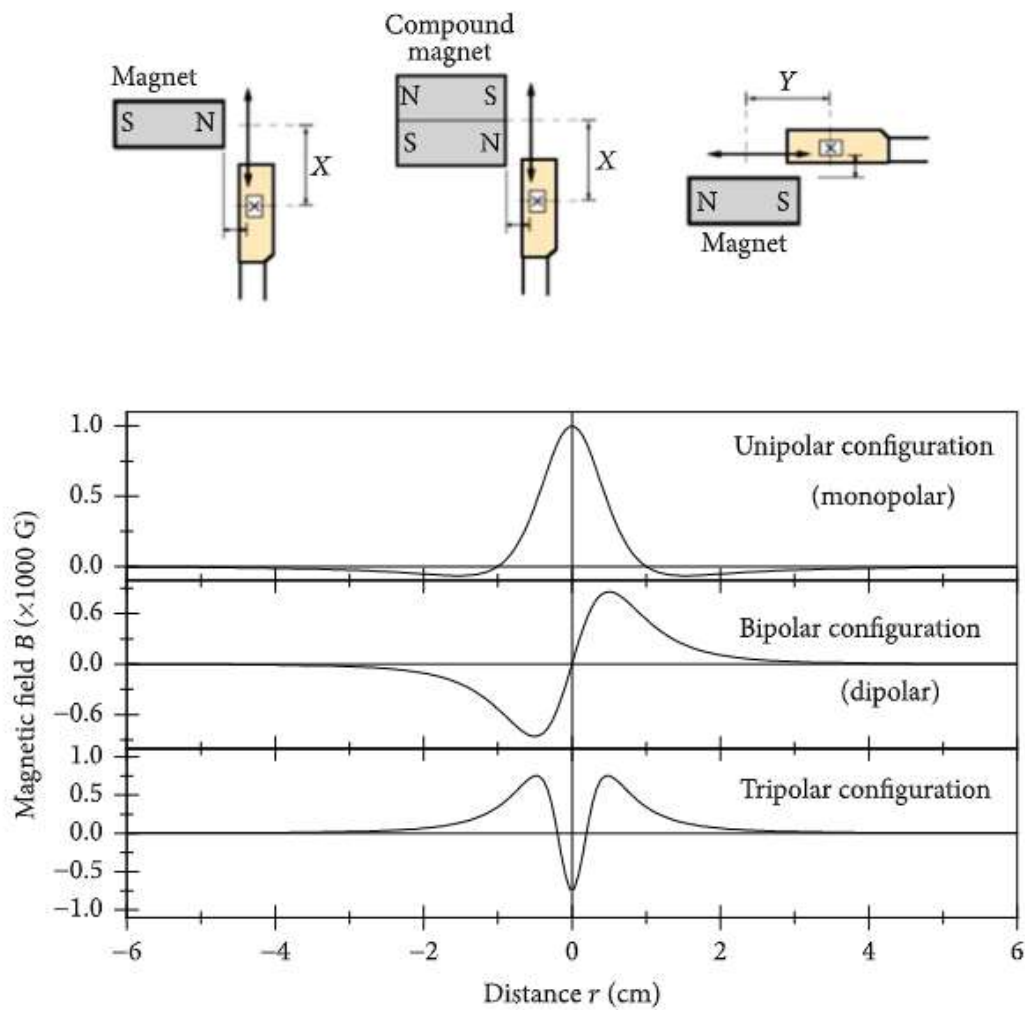 Magnet
S N
X
Compound
magnet
N S
S N
X
Y
N S
Magnet
Magnetic field B (×1000 G)
1.0
0.5
0.0
Unipolar configuration
(monopolar)
0.6
0.0
−0.6
Bipolar configuration
(dipolar)
1.0
0.5
0.0
−0.5
−1.0
Tripolar configuration
−6 −4 −2 0 2 4 6
Distance r (cm)